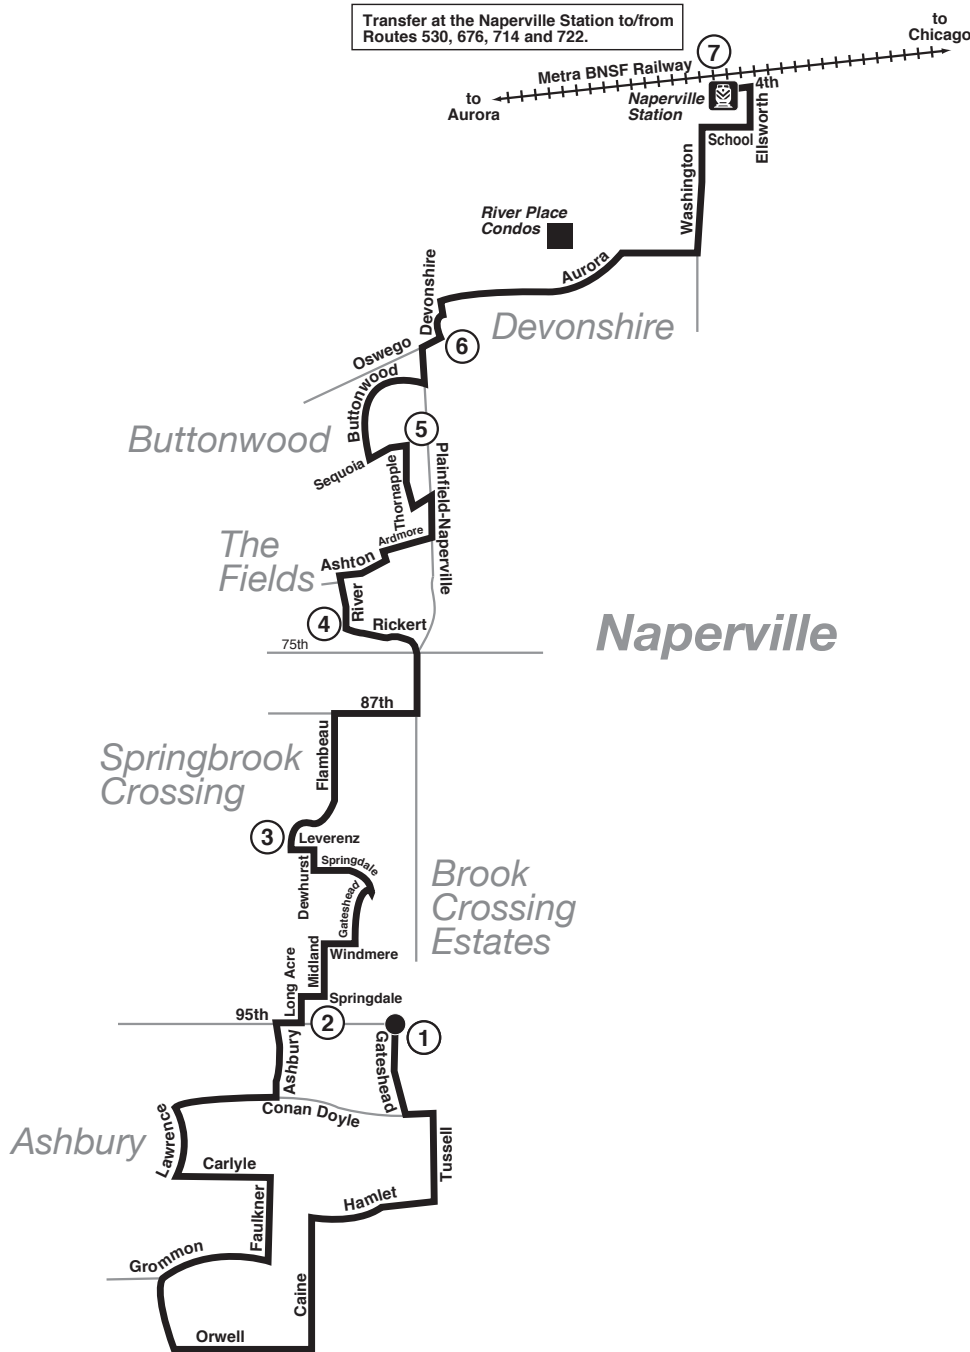 Transfer at the Naperville Station to/from
Routes 530, 676, 714 and 722.
to
Chicago
7
Metra BNSF Railway
to
Aurora
Naperville
Station
4th
Ellsworth
School
Washington
River Place
Condos
Aurora
Devonshire
Devonshire
6
Oswego
Buttonwood
Buttonwood
5
Sequoia
Thornapple
Plainfield-Naperville
Ardmore
The
Fields
Ashton
River
4
Rickert
75th
Naperville
87th
Flambeau
Springbrook
Crossing
3
Leverenz
Springdale
Dewhurst
Gateshead
Brook
Crossing
Estates
Windmere
Midland
Long Acre
Springdale
95th
2
1
Ashbury
Gateshead
Conan Doyle
Ashbury
Lawrence
Carlyle
Tussell
Hamlet
Faulkner
Grommon
Caine
Orwell